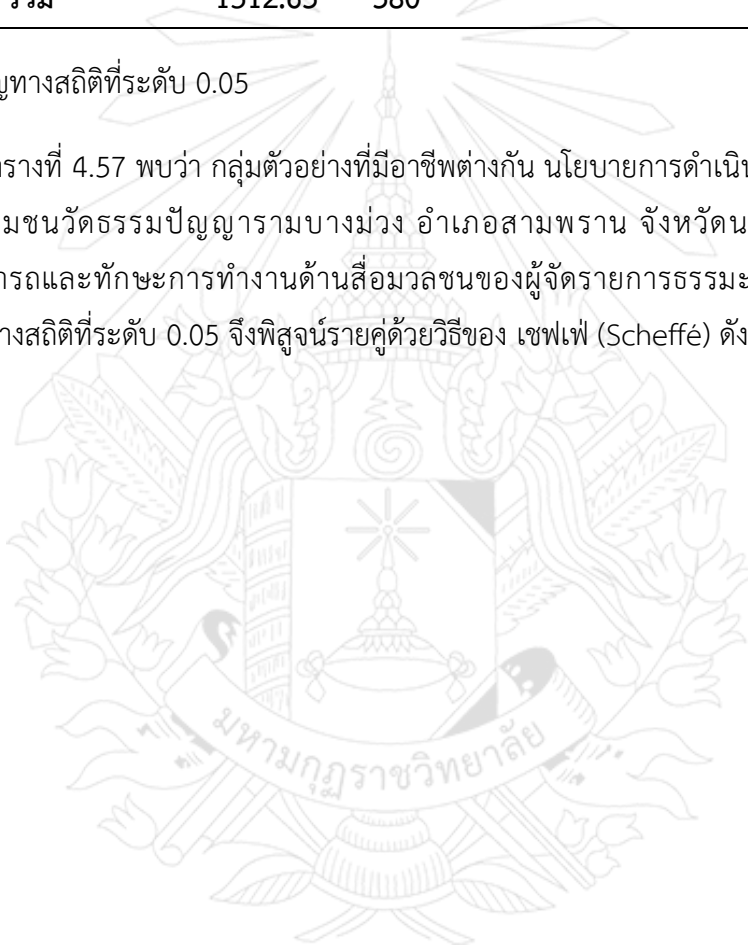 รวม 1512.63 380
ญทางสถิติที่ระดับ 0.05
ารางที่ 4.57 พบว่า กลุ่มตัวอย่างที่มีอาชีพต่างกัน นโยบายการดำเนิน
มชนวัดธรรมปัญญารามบางม่วง อำเภอสามพราน จังหวัดน
ารถและทักษะการทำงานด้านสื่อมวลชนของผู้จัดรายการธรรมะ
างสถิติที่ระดับ 0.05 จึงพิสูจน์รายคู่ด้วยวิธีของ เชฟเฟ่ (Scheffé) ดัง
มหามกุฏราชวิทยาลัย